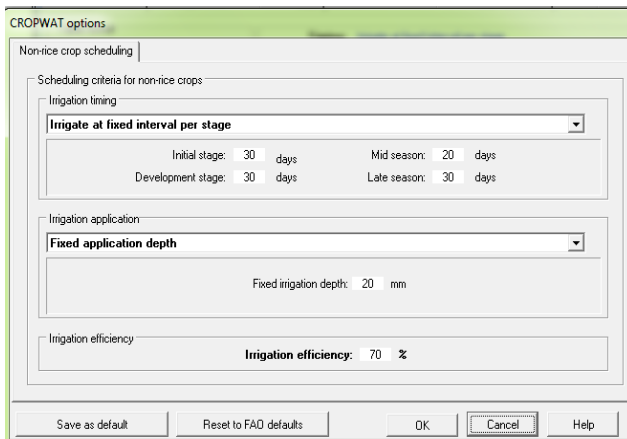 CROPWAT options
Non-rice crop scheduling
Scheduling criteria for non-rice crops
Irrigation timing
Irrigate at fixed interval per stage
Initial stage: 30 days Mid season: 20 days
Development stage: 30 days Late season: 30 days
Irrigation application
Fixed application depth
Fixed irrigation depth: 20 mm
Irrigation efficiency
Irrigation efficiency: 70 %
Save as default Reset to FAO defaults OK Cancel Help